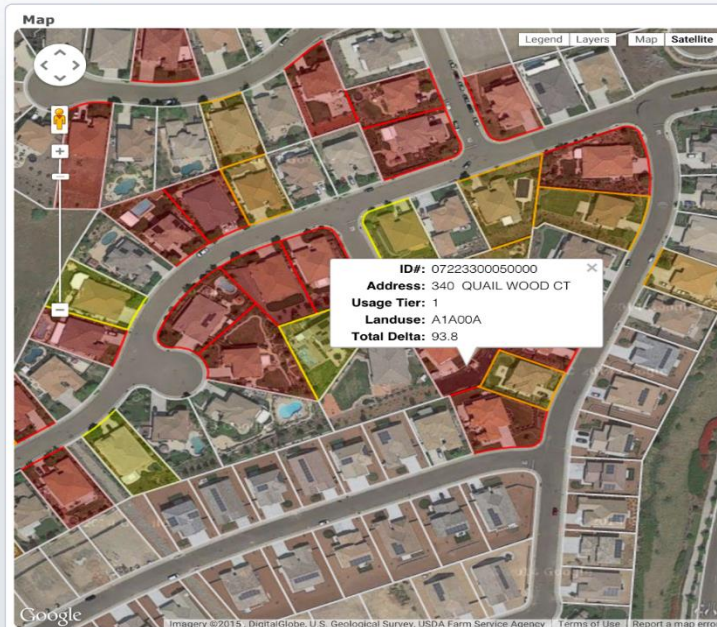 Map
Legend Layers Map Satellite
ID#: 07223300050000
Address: 340 QUAIL WOOD CT
Usage Tier: 1
Landuse: A1A00A
Total Delta: 93.8
Google
Imagery ©2015 , DigitalGlobe, U.S. Geological Survey, USDA Farm Service Agency Terms of Use Report a map erro